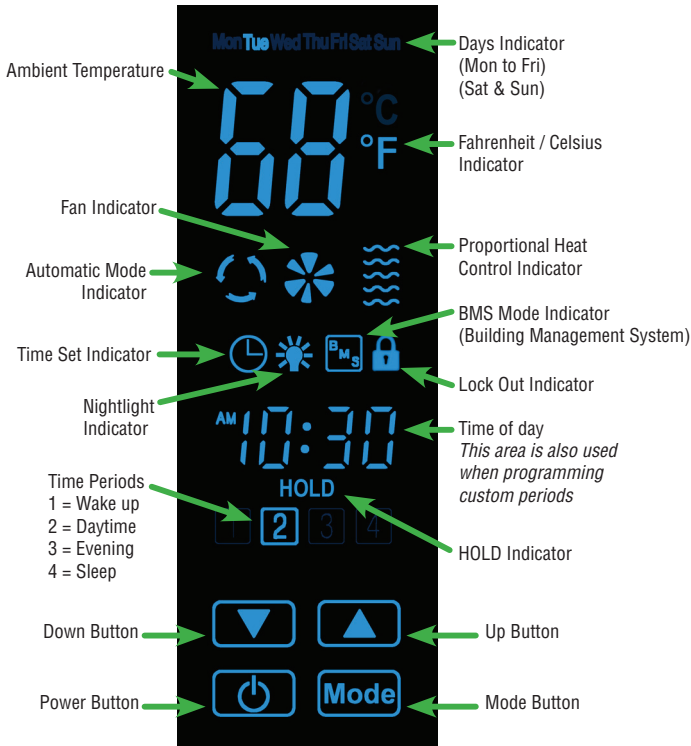 Mon Tue Wed Thu Fri Sat Sun
Days Indicator
(Mon to Fri)
(Sat & Sun)
Ambient Temperature
68
°C
°F
Fahrenheit / Celsius
Indicator
Fan Indicator
Automatic Mode
Indicator
Proportional Heat
Control Indicator
BMS Mode Indicator
(Building Management System)
Time Set Indicator
BMS
Lock Out Indicator
Nightlight
Indicator
AM 10:30
Time of day
This area is also used
when programming
custom periods
HOLD
Time Periods
1 = Wake up
2 = Daytime
3 = Evening
4 = Sleep
1 2 3 4
HOLD Indicator
Down Button
Up Button
Power Button
Mode
Mode Button